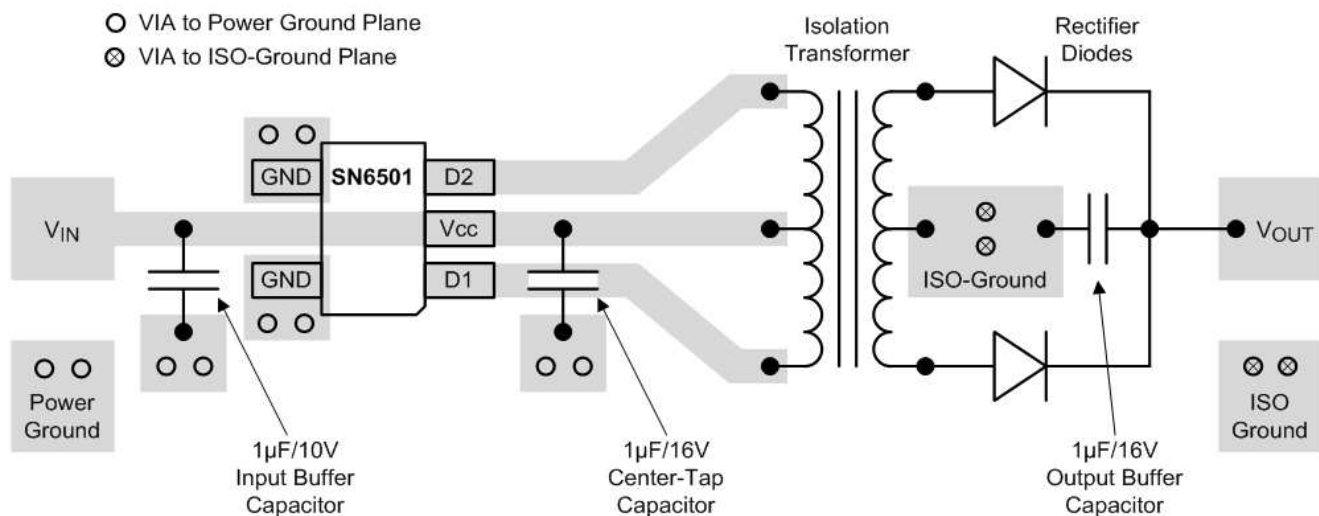 VIA to Power Ground Plane
VIA to ISO-Ground Plane
Isolation
Transformer
Rectifier
Diodes
GND
SN6501
D2
VIN
Vcc
VOUT
GND
D1
ISO-Ground
Power
Ground
ISO
Ground
1µF/10V
Input Buffer
Capacitor
1µF/16V
Center-Tap
Capacitor
1µF/16V
Output Buffer
Capacitor